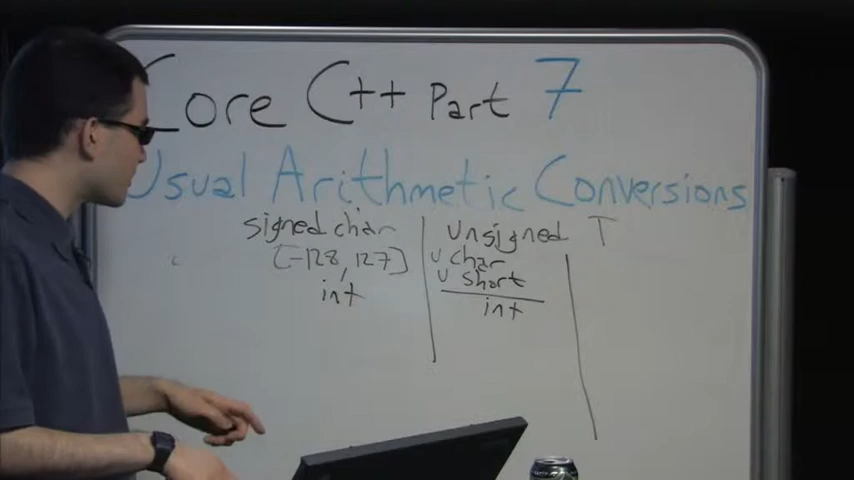 Core C++ Part 7
Usual Arithmetic Conversions
signed char
[-128, 127]
int
unsigned T
u char
u short
int